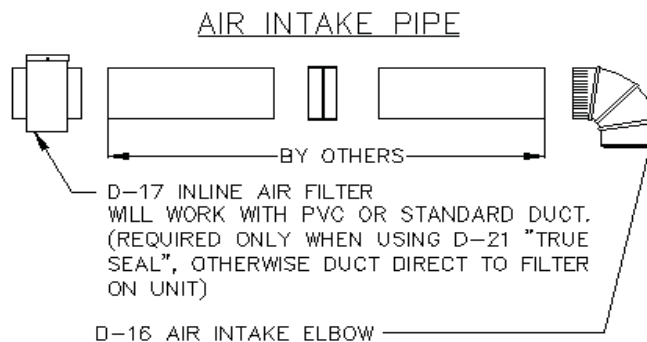 AIR INTAKE PIPE
BY OTHERS
D-17 INLINE AIR FILTER
WILL WORK WITH PVC OR STANDARD DUCT.
(REQUIRED ONLY WHEN USING D-21 "TRUE
SEAL", OTHERWISE DUCT DIRECT TO FILTER
ON UNIT)
D-16 AIR INTAKE ELBOW